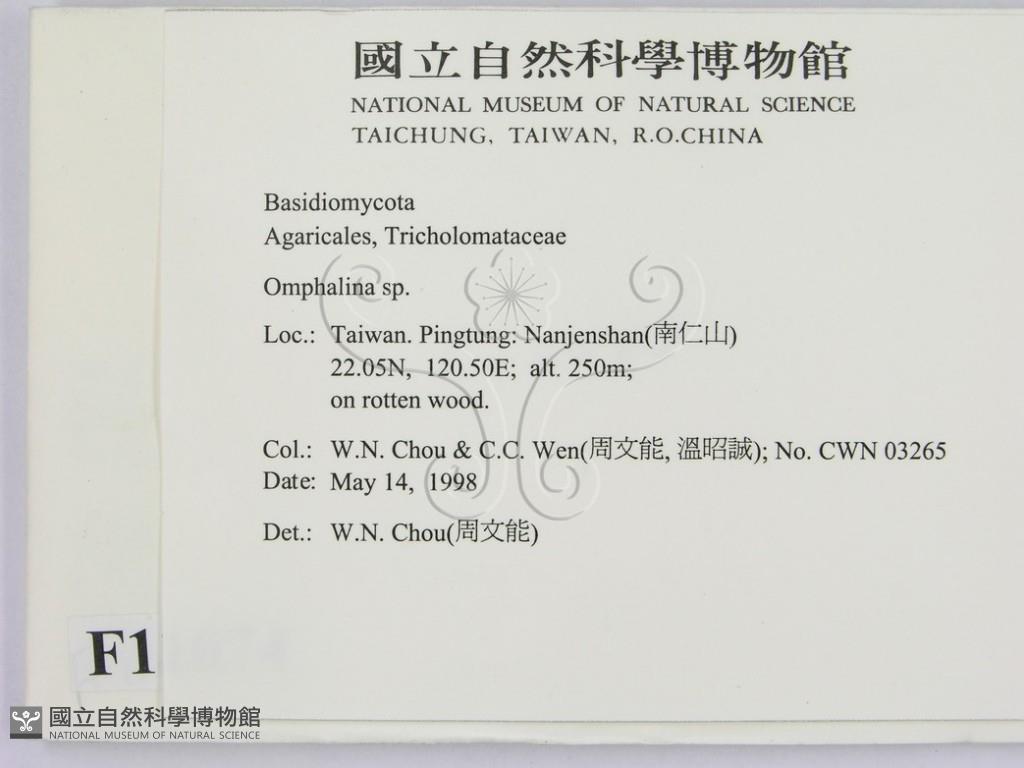 國立自然科學博物館
NATIONAL MUSEUM OF NATURAL SCIENCE
TAICHUNG, TAIWAN, R.O.CHINA
Basidiomycota
Agaricales, Tricholomataceae
Omphalina sp.
Loc.: Taiwan. Pingtung: Nanjenshan(南仁山)
22.05N, 120.50E; alt. 250m;
on rotten wood.
Col.: W.N. Chou & C.C. Wen(周文能, 溫昭誠); No. CWN 03265
Date: May 14, 1998
Det.: W.N. Chou(周文能)
F1
國立自然科學博物館
NATIONAL MUSEUM OF NATURAL SCIENCE